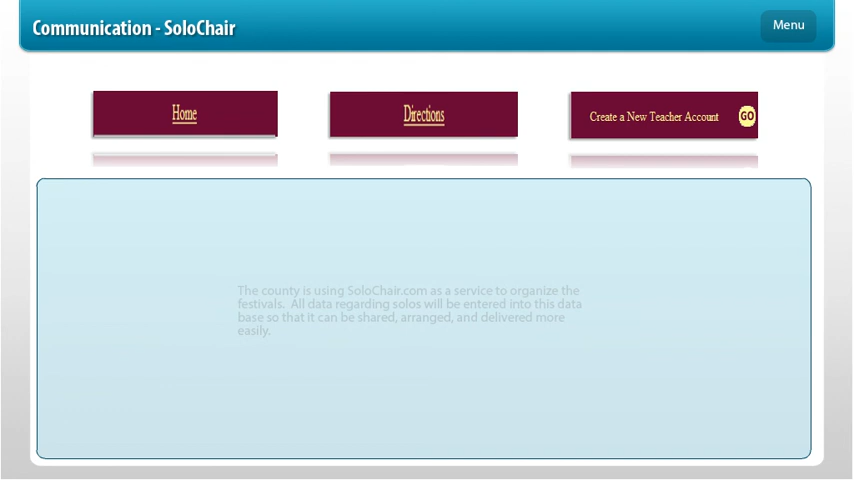 Communication - SoloChair
Menu
Home
Directions
Create a New Teacher Account
GO
The county is using SoloChair.com as a service to organize the
festivals.  All data regarding solos will be entered into this data
base so that it can be shared, arranged, and delivered more
easily.